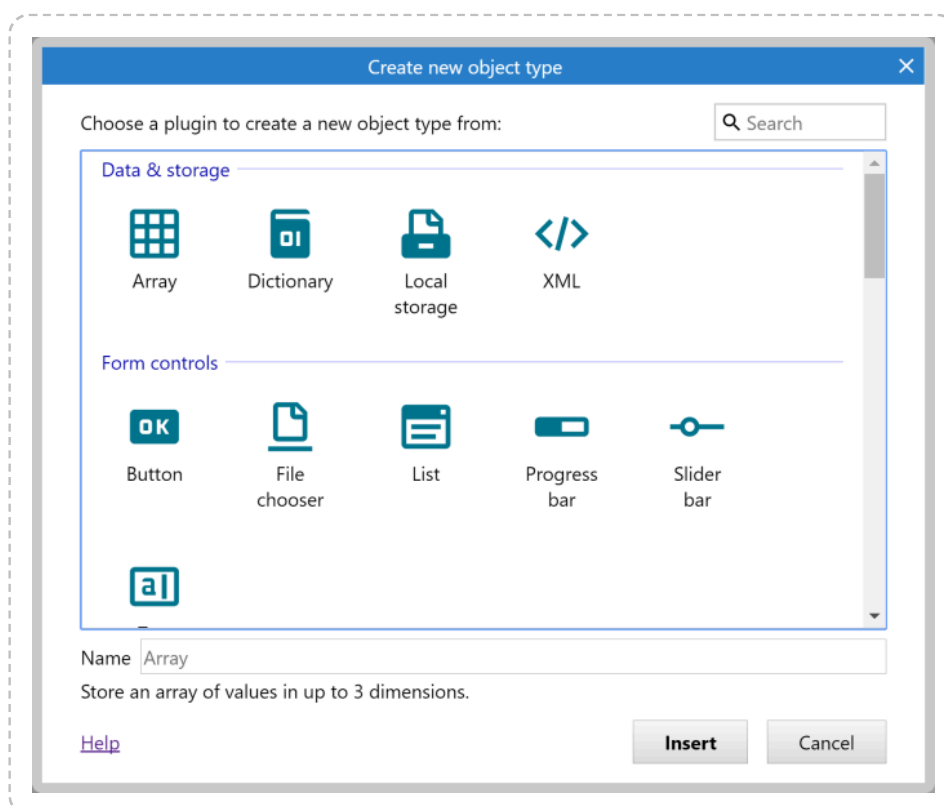 Create new object type
Choose a plugin to create a new object type from:
Search
Data & storage
Array
Dictionary
Local
storage
XML
Form controls
OK
Button
File
chooser
List
Progress
bar
Slider
bar
a
Name
Array
Store an array of values in up to 3 dimensions.
Help
Insert
Cancel